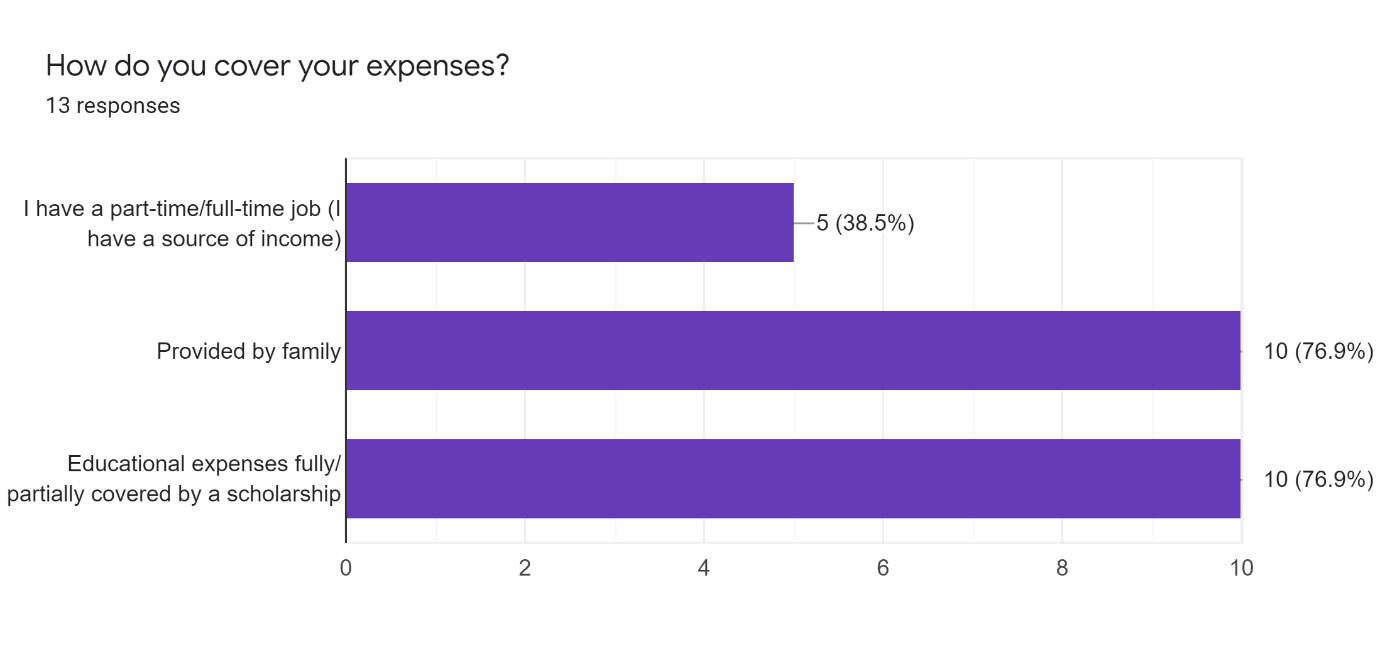 How do you cover your expenses?
13 responses
I have a part-time/full-time job (I
have a source of income)
5 (38.5%)
Provided by family
10 (76.9%)
Educational expenses fully/
partially covered by a scholarship
10 (76.9%)
0 2 4 6 8 10